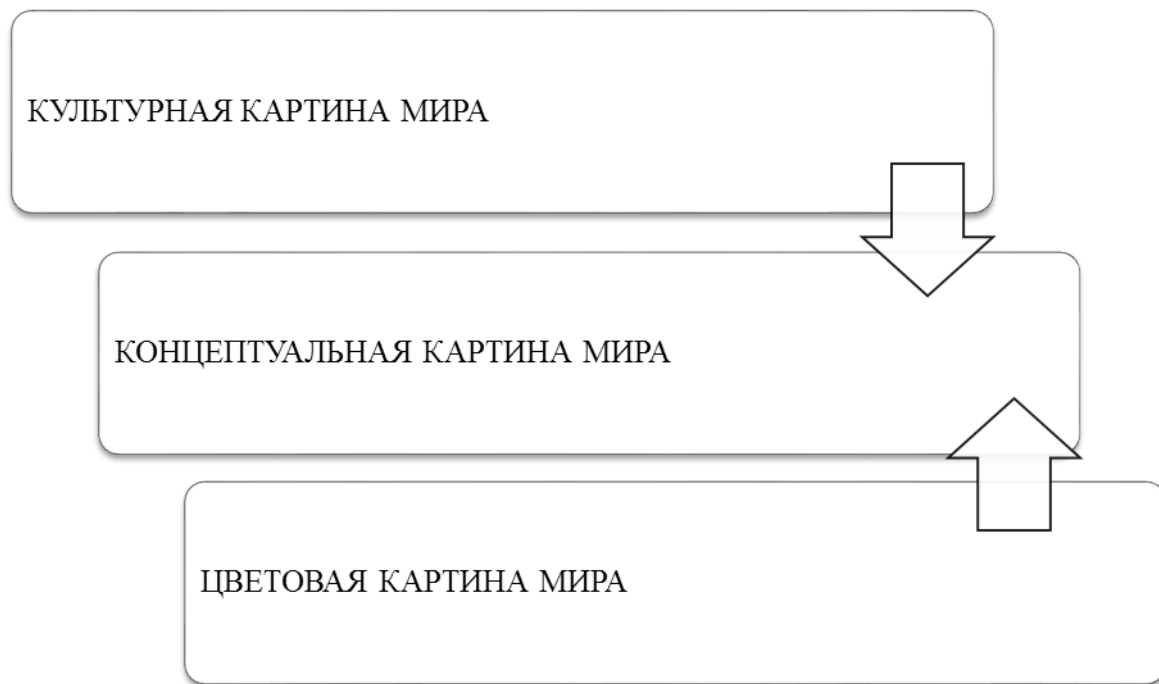 КУЛЬТУРНАЯ КАРТИНА МИРА
КОНЦЕПТУАЛЬНАЯ КАРТИНА МИРА
ЦВЕТОВАЯ КАРТИНА МИРА